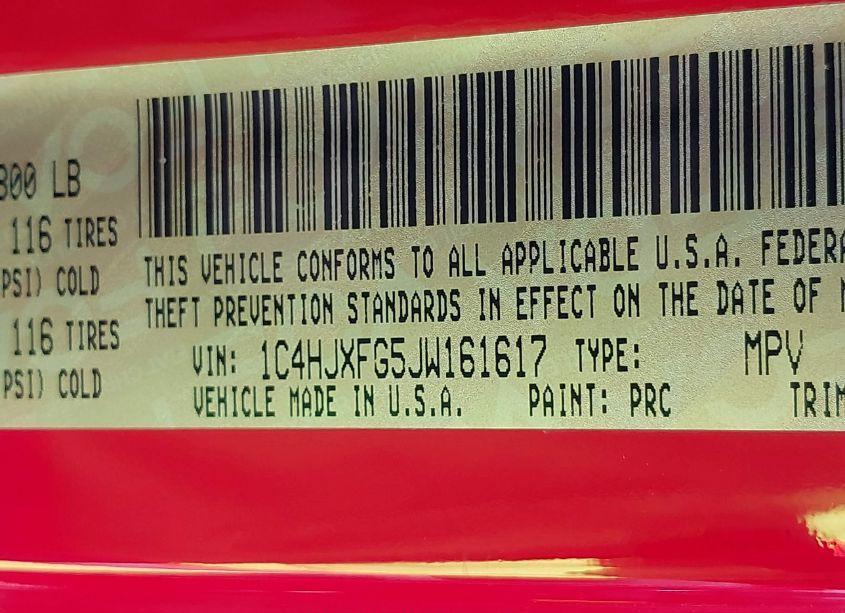 300 LB
116 TIRES
PSI) COLD
116 TIRES
PSI) COLD
THIS VEHICLE CONFORMS TO ALL APPLICABLE U.S.A. FEDERA
THEFT PREVENTION STANDARDS IN EFFECT ON THE DATE OF
VIN: 1C4HJXFG5JW161617 TYPE: MPV
VEHICLE MADE IN U.S.A. PAINT: PRC TRIM